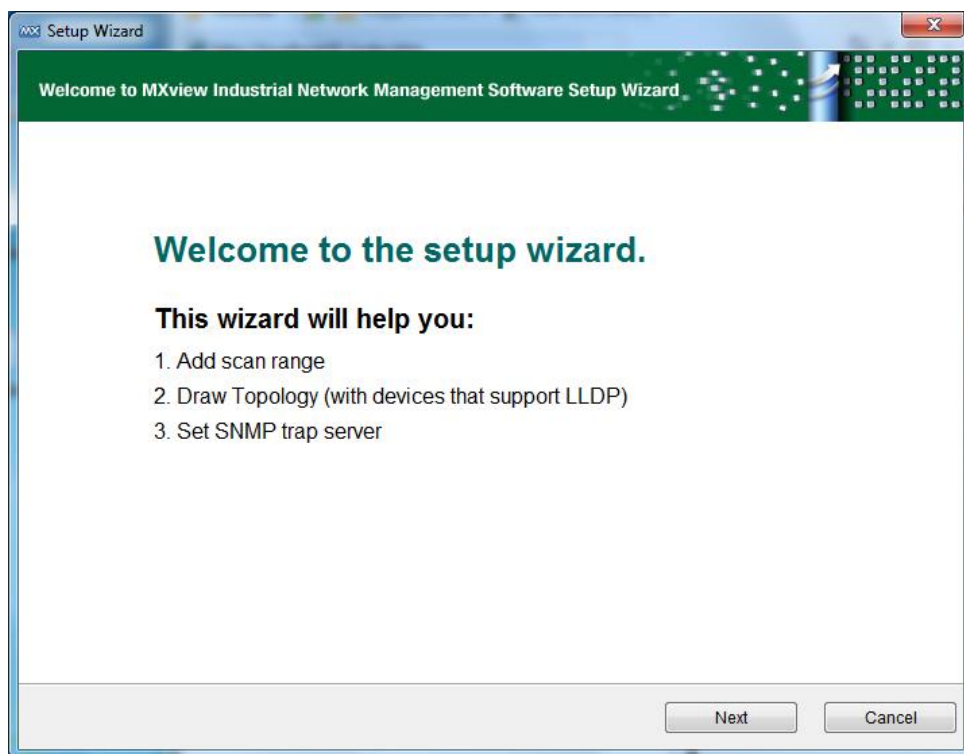 MX Setup Wizard
X
Welcome to MXview Industrial Network Management Software Setup Wizard
Welcome to the setup wizard.
This wizard will help you:
1. Add scan range
2. Draw Topology (with devices that support LLDP)
3. Set SNMP trap server
Next Cancel